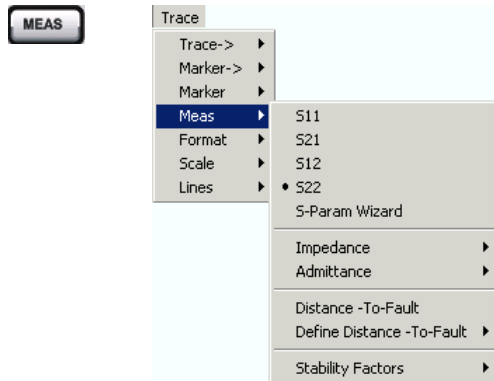 MEAS
Trace
Trace->
Marker->
Marker
Meas
Format
Scale
Lines
S11
S21
S12
S22
S-Param Wizard
Impedance
Admittance
Distance -To-Fault
Define Distance -To-Fault
Stability Factors